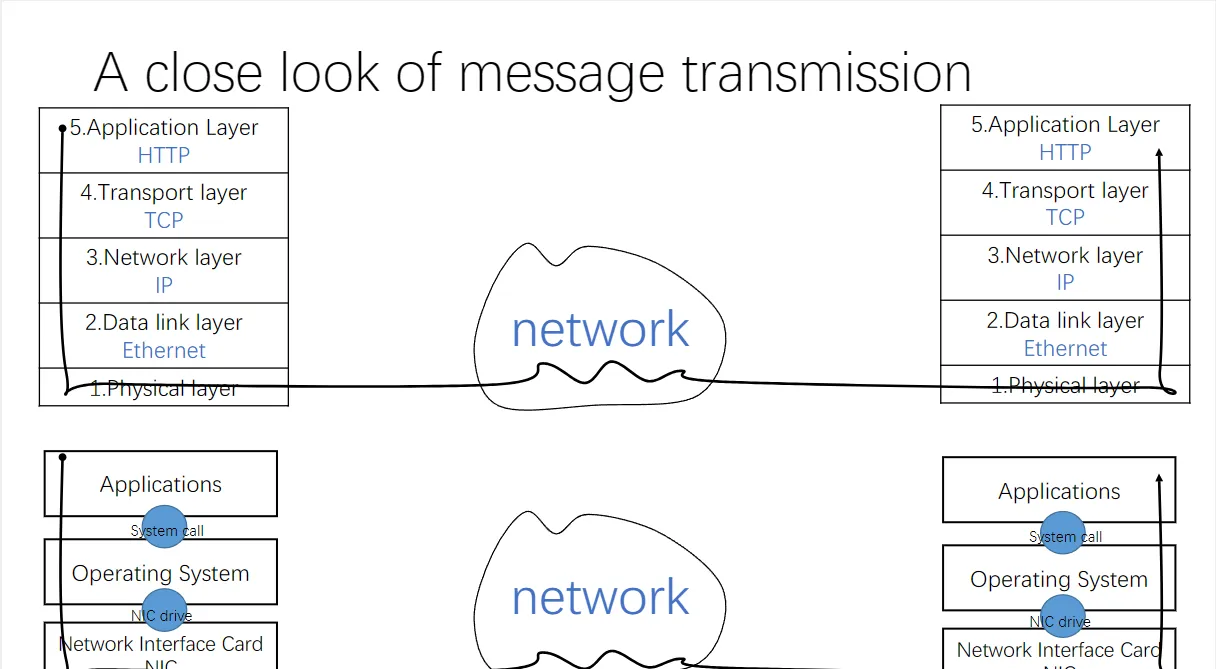 A close look of message transmission
5.Application Layer
HTTP
4.Transport layer
TCP
3.Network layer
IP
2.Data link layer
Ethernet
1.Physical layer
network
5.Application Layer
HTTP
4.Transport layer
TCP
3.Network layer
IP
2.Data link layer
Ethernet
1.Physical layer
Applications
System call
Operating System
NIC drive
Network Interface Card
NIC
network
Applications
System call
Operating System
NIC drive
Network Interface Card
NIC